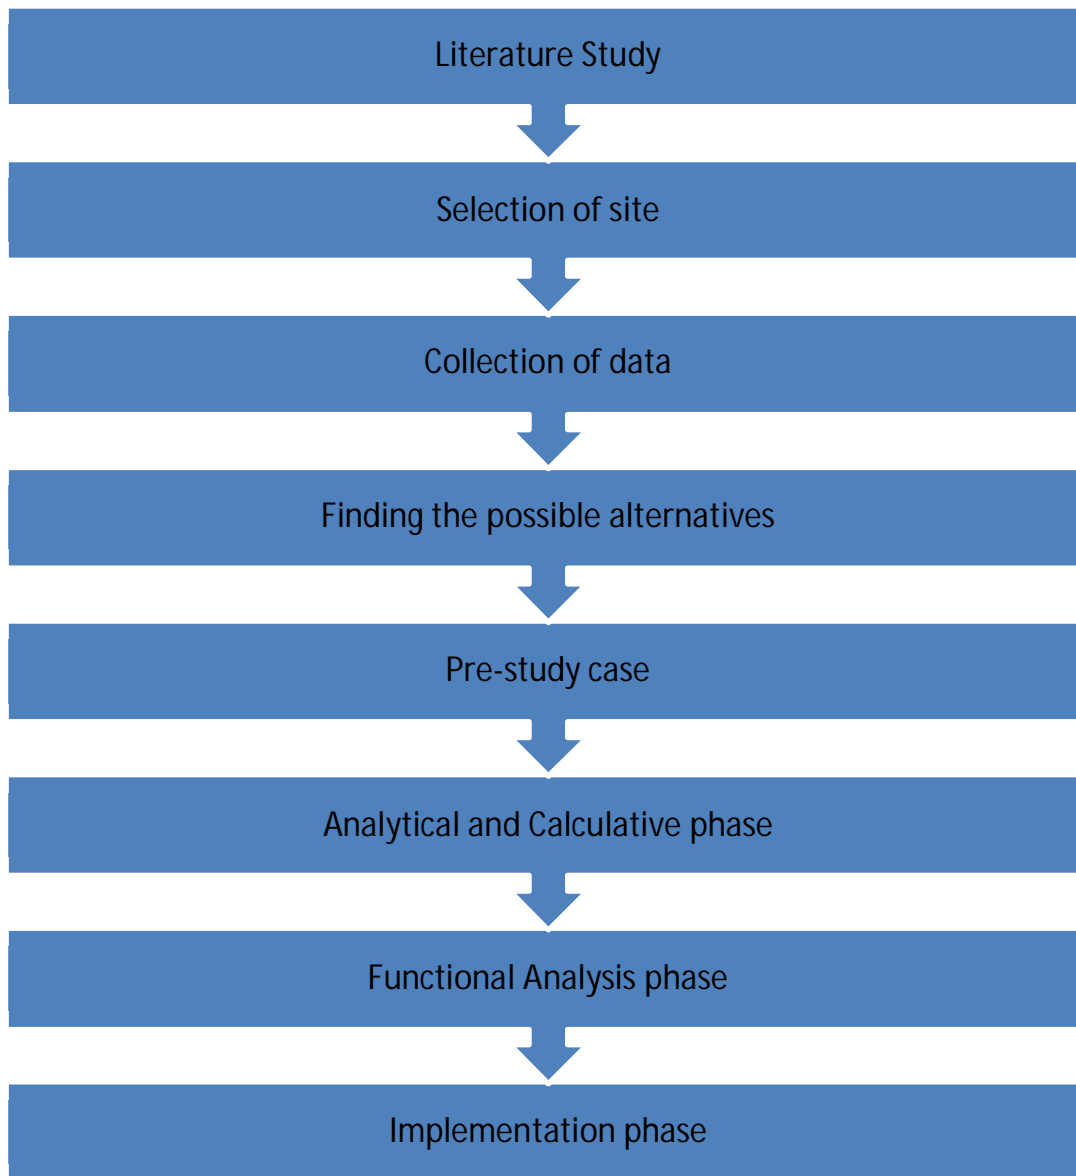 Literature Study
Selection of site
Collection of data
Finding the possible alternatives
Pre-study case
Analytical and Calculative phase
Functional Analysis phase
Implementation phase